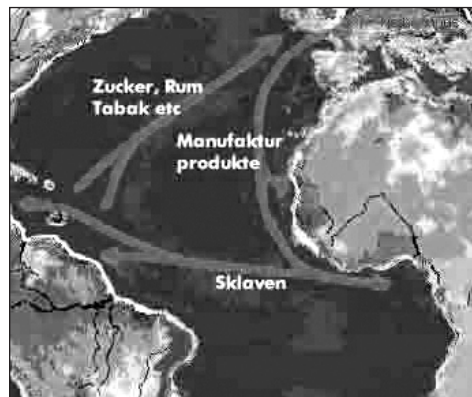 Zucker, Rum
Tabak etc
Manufaktur
produkte
Sklaven